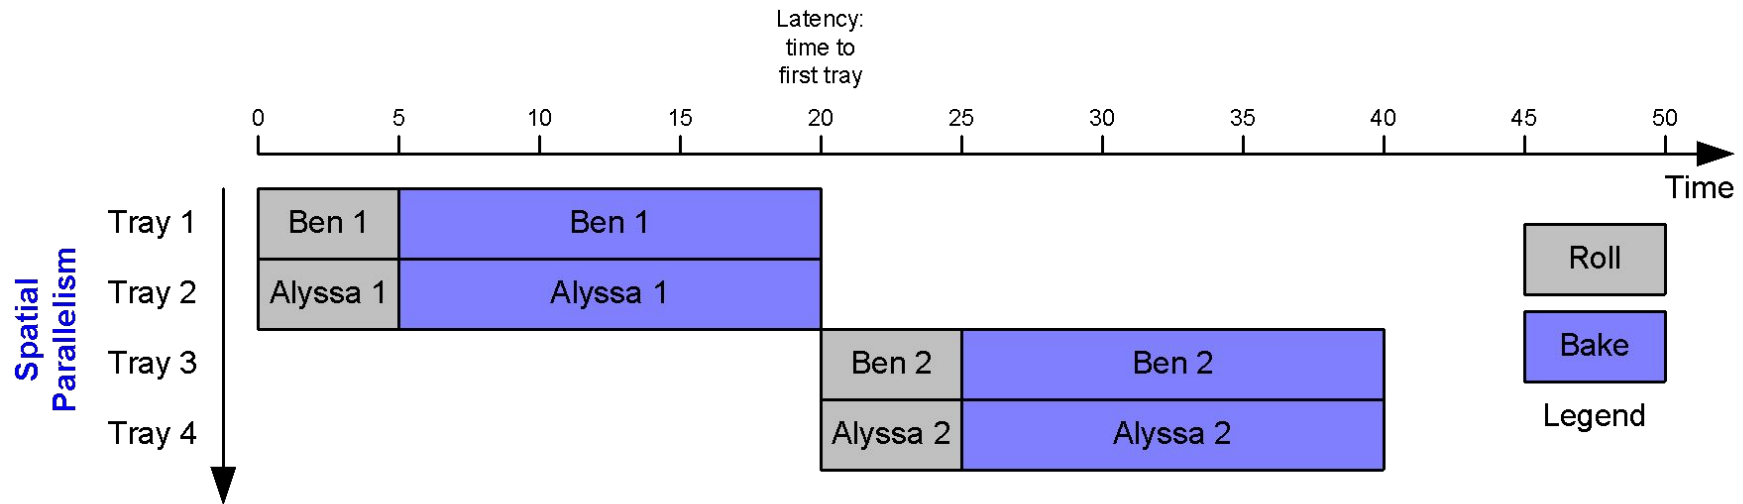 Latency:
time to
first tray
0 5 10 15 20 25 30 35 40 45 50
Time
Spatial
Parallelism
Tray 1 Ben 1 Ben 1
Tray 2 Alyssa 1 Alyssa 1
Tray 3 Ben 2 Ben 2
Tray 4 Alyssa 2 Alyssa 2
Roll
Bake
Legend